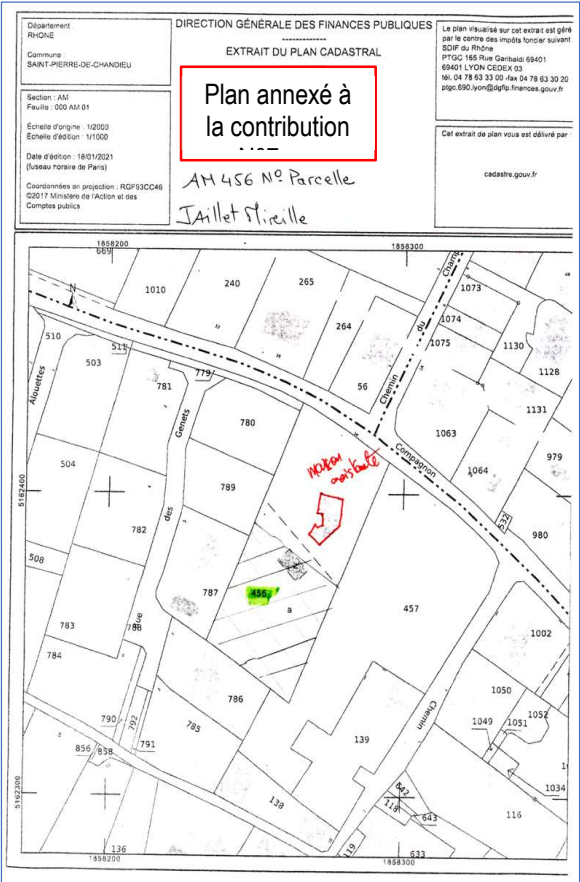 Département :
RHONE
Commune :
SAINT-PIERRE-DE-CHANDIEU
Section : AM
Feuille : 000 AM 01
Échelle d'origine : 1/2000
Échelle d'édition : 1/1000
Date d'édition : 18/01/2021
(fuseau horaire de Paris)
Coordonnées en projection : RGF93CC46
©2017 Ministère de l'Action et des
Comptes publics
DIRECTION GÉNÉRALE DES FINANCES PUBLIQUES
-------------
EXTRAIT DU PLAN CADASTRAL
Plan annexé à
la contribution
AM 456 Nº Parcelle
JAillet Mireille
Le plan visualisé sur cet extrait est géré
par le centre des impôts foncier suivant
SDIF du Rhône
PTGC 165 Rue Garibaldi 69401
69401 LYON CEDEX 03
tél. 04 78 63 33 00 -fax 04 78 63 30 20
ptgc.690.lyon@dgfip.finances.gouv.fr
Cet extrait de plan vous est délivré par :
cadastre.gouv.fr
1858200
669
1858300
N
1010
240
265
264
56
Chemin du Champ
1073
1074
1075
1130
1128
1131
1063
1064
979
980
532
Compagnon
510
511
503
504
508
Alouettes
779
781
782
783
784
788
Rue des Genets
780
789
787
786
785
maison
existante
456
a
457
5162400
5162300
139
138
136
Chemin
1002
1050
1049
1051
1052
1034
116
642
118
643
119
633
790
792
791
856
858
1858200
1858300